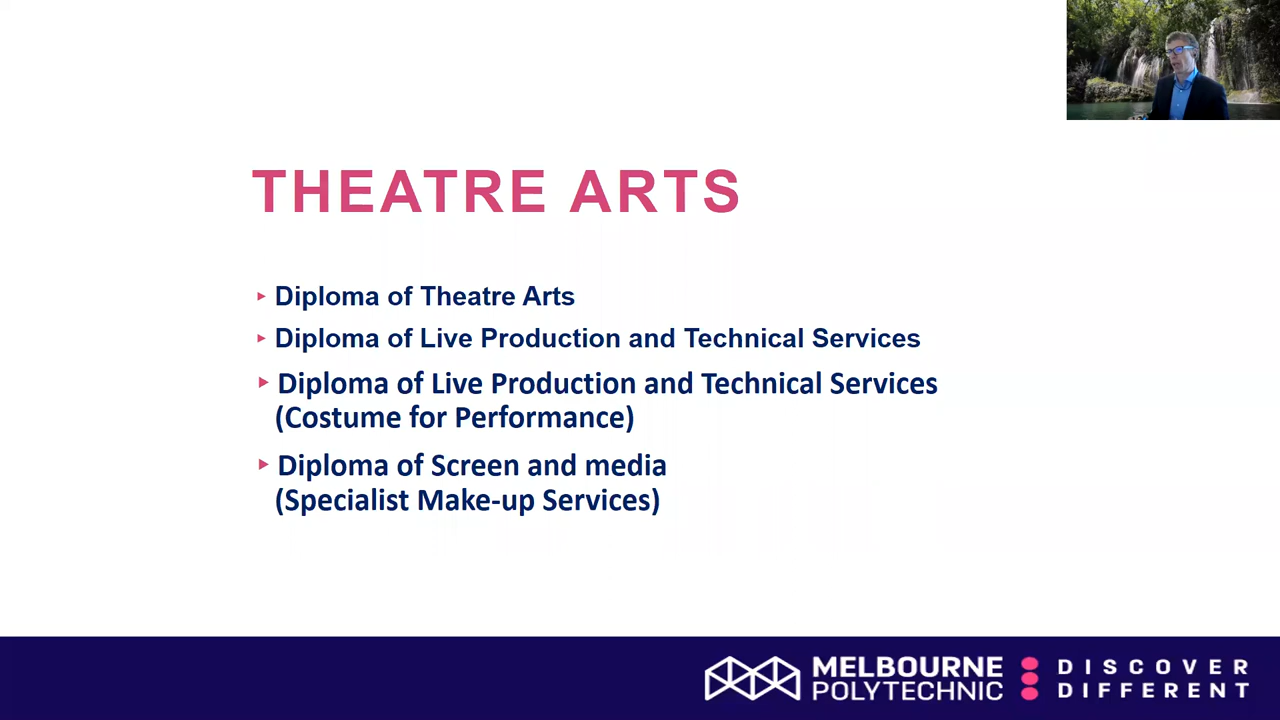 THEATRE ARTS
Diploma of Theatre Arts
Diploma of Live Production and Technical Services
Diploma of Live Production and Technical Services
(Costume for Performance)
Diploma of Screen and media
(Specialist Make-up Services)
MELBOURNE
POLYTECHNIC
DISCOVER
DIFFERENT